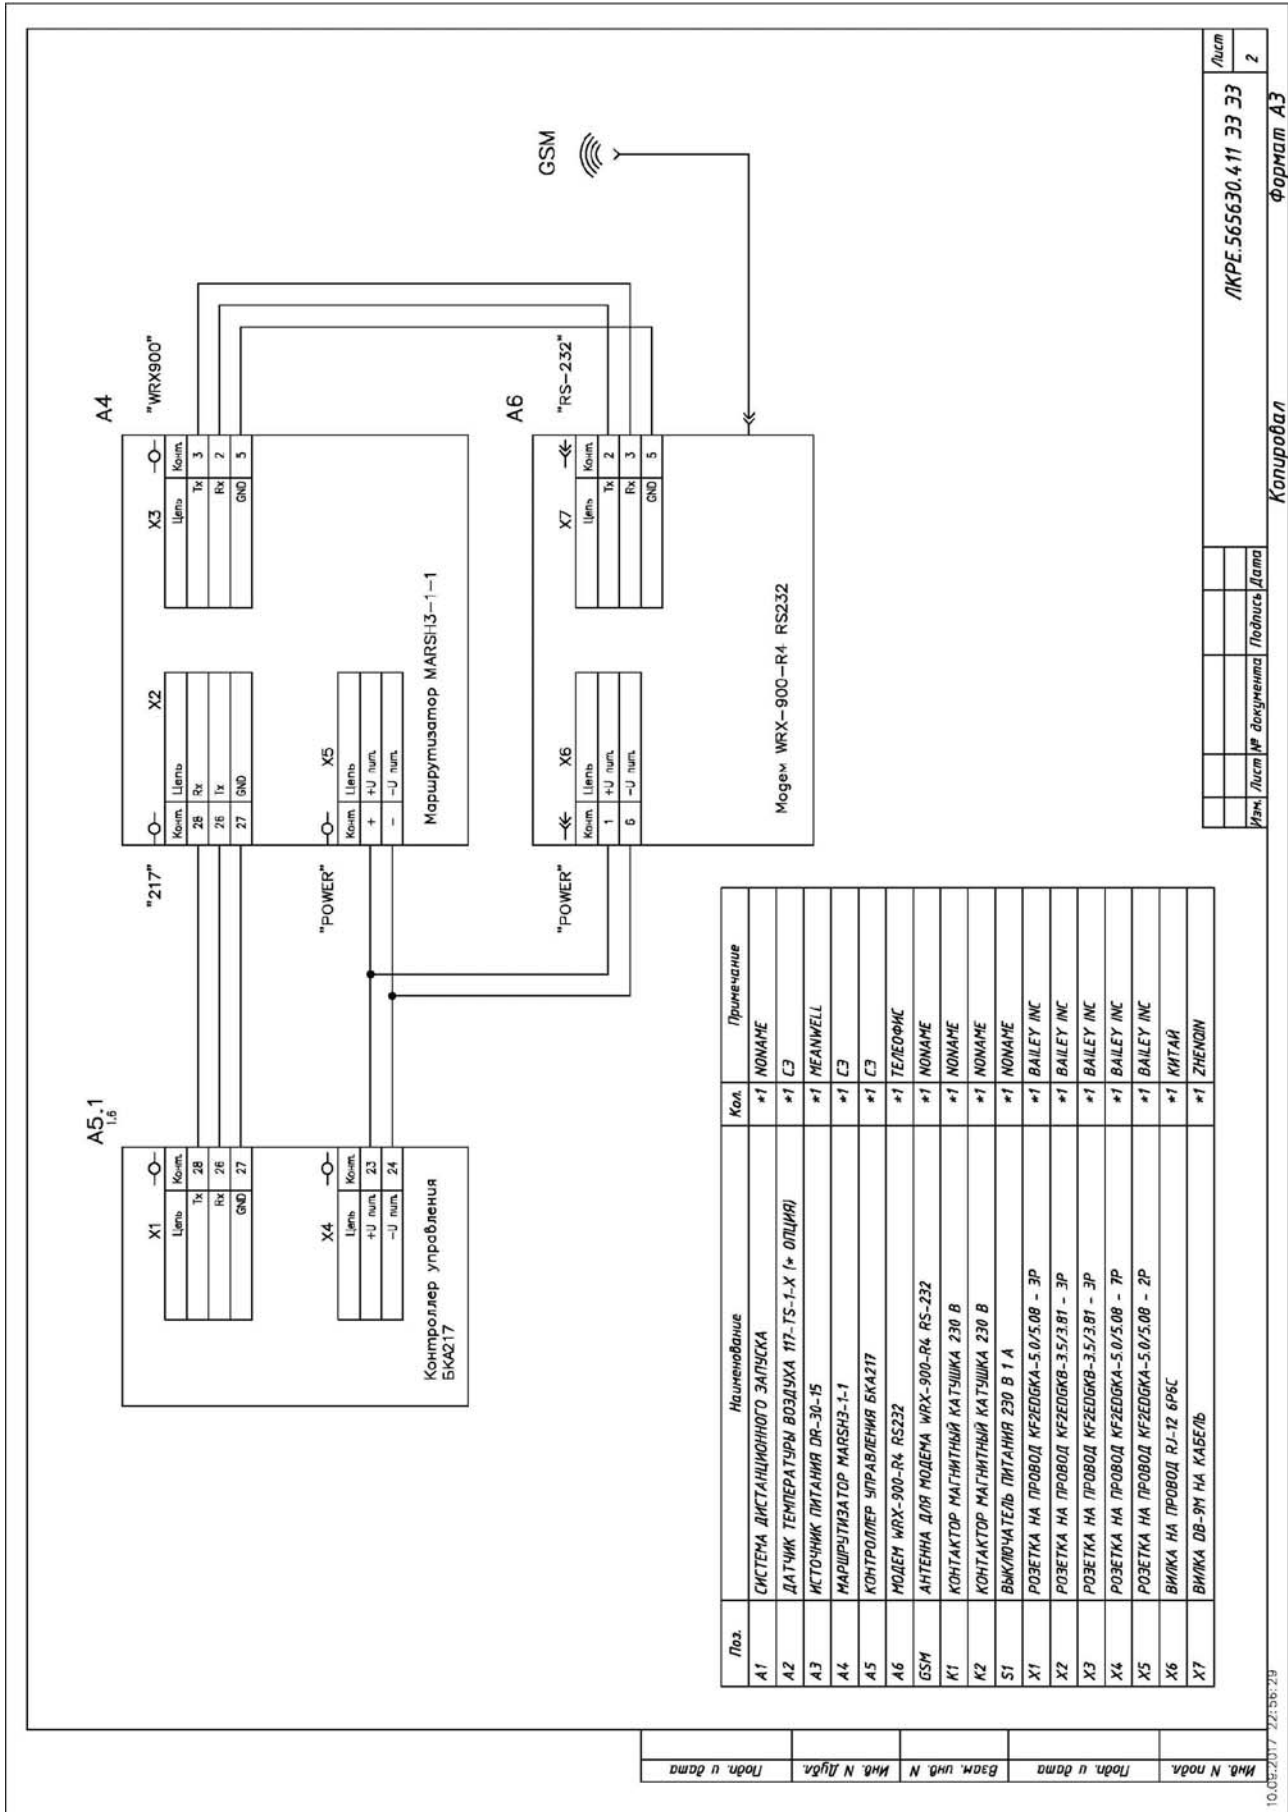 A5.1
1.6
X1
Цепь Конт.
Tx 28
Rx 26
GND 27
X4
Цепь Конт.
+U пит. 23
-U пит. 24
Контроллер управления
БКА217
"217"
"POWER"
A4
X2
Конт. Цепь
28 Rx
26 Tx
27 GND
X5
Конт. Цепь
+ +U пит.
- -U пит.
X3
Цепь Конт.
Tx 3
Rx 2
GND 5
"WRX900"
Маршрутизатор MARSH3-1-1
A6
"POWER"
X6
Конт. Цепь
1 +U пит.
6 -U пит.
X7
Цепь Конт.
Tx 2
Rx 3
GND 5
"RS-232"
Модем WRX-900-R4 RS232
GSM
Поз. Наименование Кол. Примечание
A1 СИСТЕМА ДИСТАНЦИОННОГО ЗАПУСКА *1 NONAME
A2 ДАТЧИК ТЕМПЕРАТУРЫ ВОЗДУХА 117-TS-1-X (* ОПЦИЯ) *1 СЭ
A3 ИСТОЧНИК ПИТАНИЯ DR-30-15 *1 MEANWELL
A4 МАРШРУТИЗАТОР MARSH3-1-1 *1 СЭ
A5 КОНТРОЛЛЕР УПРАВЛЕНИЯ БКА217 *1 СЭ
A6 МОДЕМ WRX-900-R4 RS232 *1 ТЕЛЕОФИС
GSM АНТЕННА ДЛЯ МОДЕМА WRX-900-R4 RS-232 *1 NONAME
K1 КОНТАКТОР МАГНИТНЫЙ КАТУШКА 230 В *1 NONAME
K2 КОНТАКТОР МАГНИТНЫЙ КАТУШКА 230 В *1 NONAME
S1 ВЫКЛЮЧАТЕЛЬ ПИТАНИЯ 230 В 1 А *1 NONAME
X1 РОЗЕТКА НА ПРОВОД KF2EDGKA-5.0/5.08 - 3P *1 BAILEY INC
X2 РОЗЕТКА НА ПРОВОД KF2EDGKB-3.5/3.81 - 3P *1 BAILEY INC
X3 РОЗЕТКА НА ПРОВОД KF2EDGKB-3.5/3.81 - 3P *1 BAILEY INC
X4 РОЗЕТКА НА ПРОВОД KF2EDGKA-5.0/5.08 - 7P *1 BAILEY INC
X5 РОЗЕТКА НА ПРОВОД KF2EDGKA-5.0/5.08 - 2P *1 BAILEY INC
X6 ВИЛКА НА ПРОВОД RJ-12 6P6C *1 КИТАЙ
X7 ВИЛКА DB-9M НА КАБЕЛЬ *1 ZHENQIN
Подп. и дата
Инв. N Дубл.
Взам. инв. N
Подп. и дата
Инв. N подл.
Изм. Лист № документа Подпись Дата
ЛКРЕ.565630.411 ЭЗ ЭЗ
Лист
2
Копировал
Формат А3
10.09.2017 22:56:29